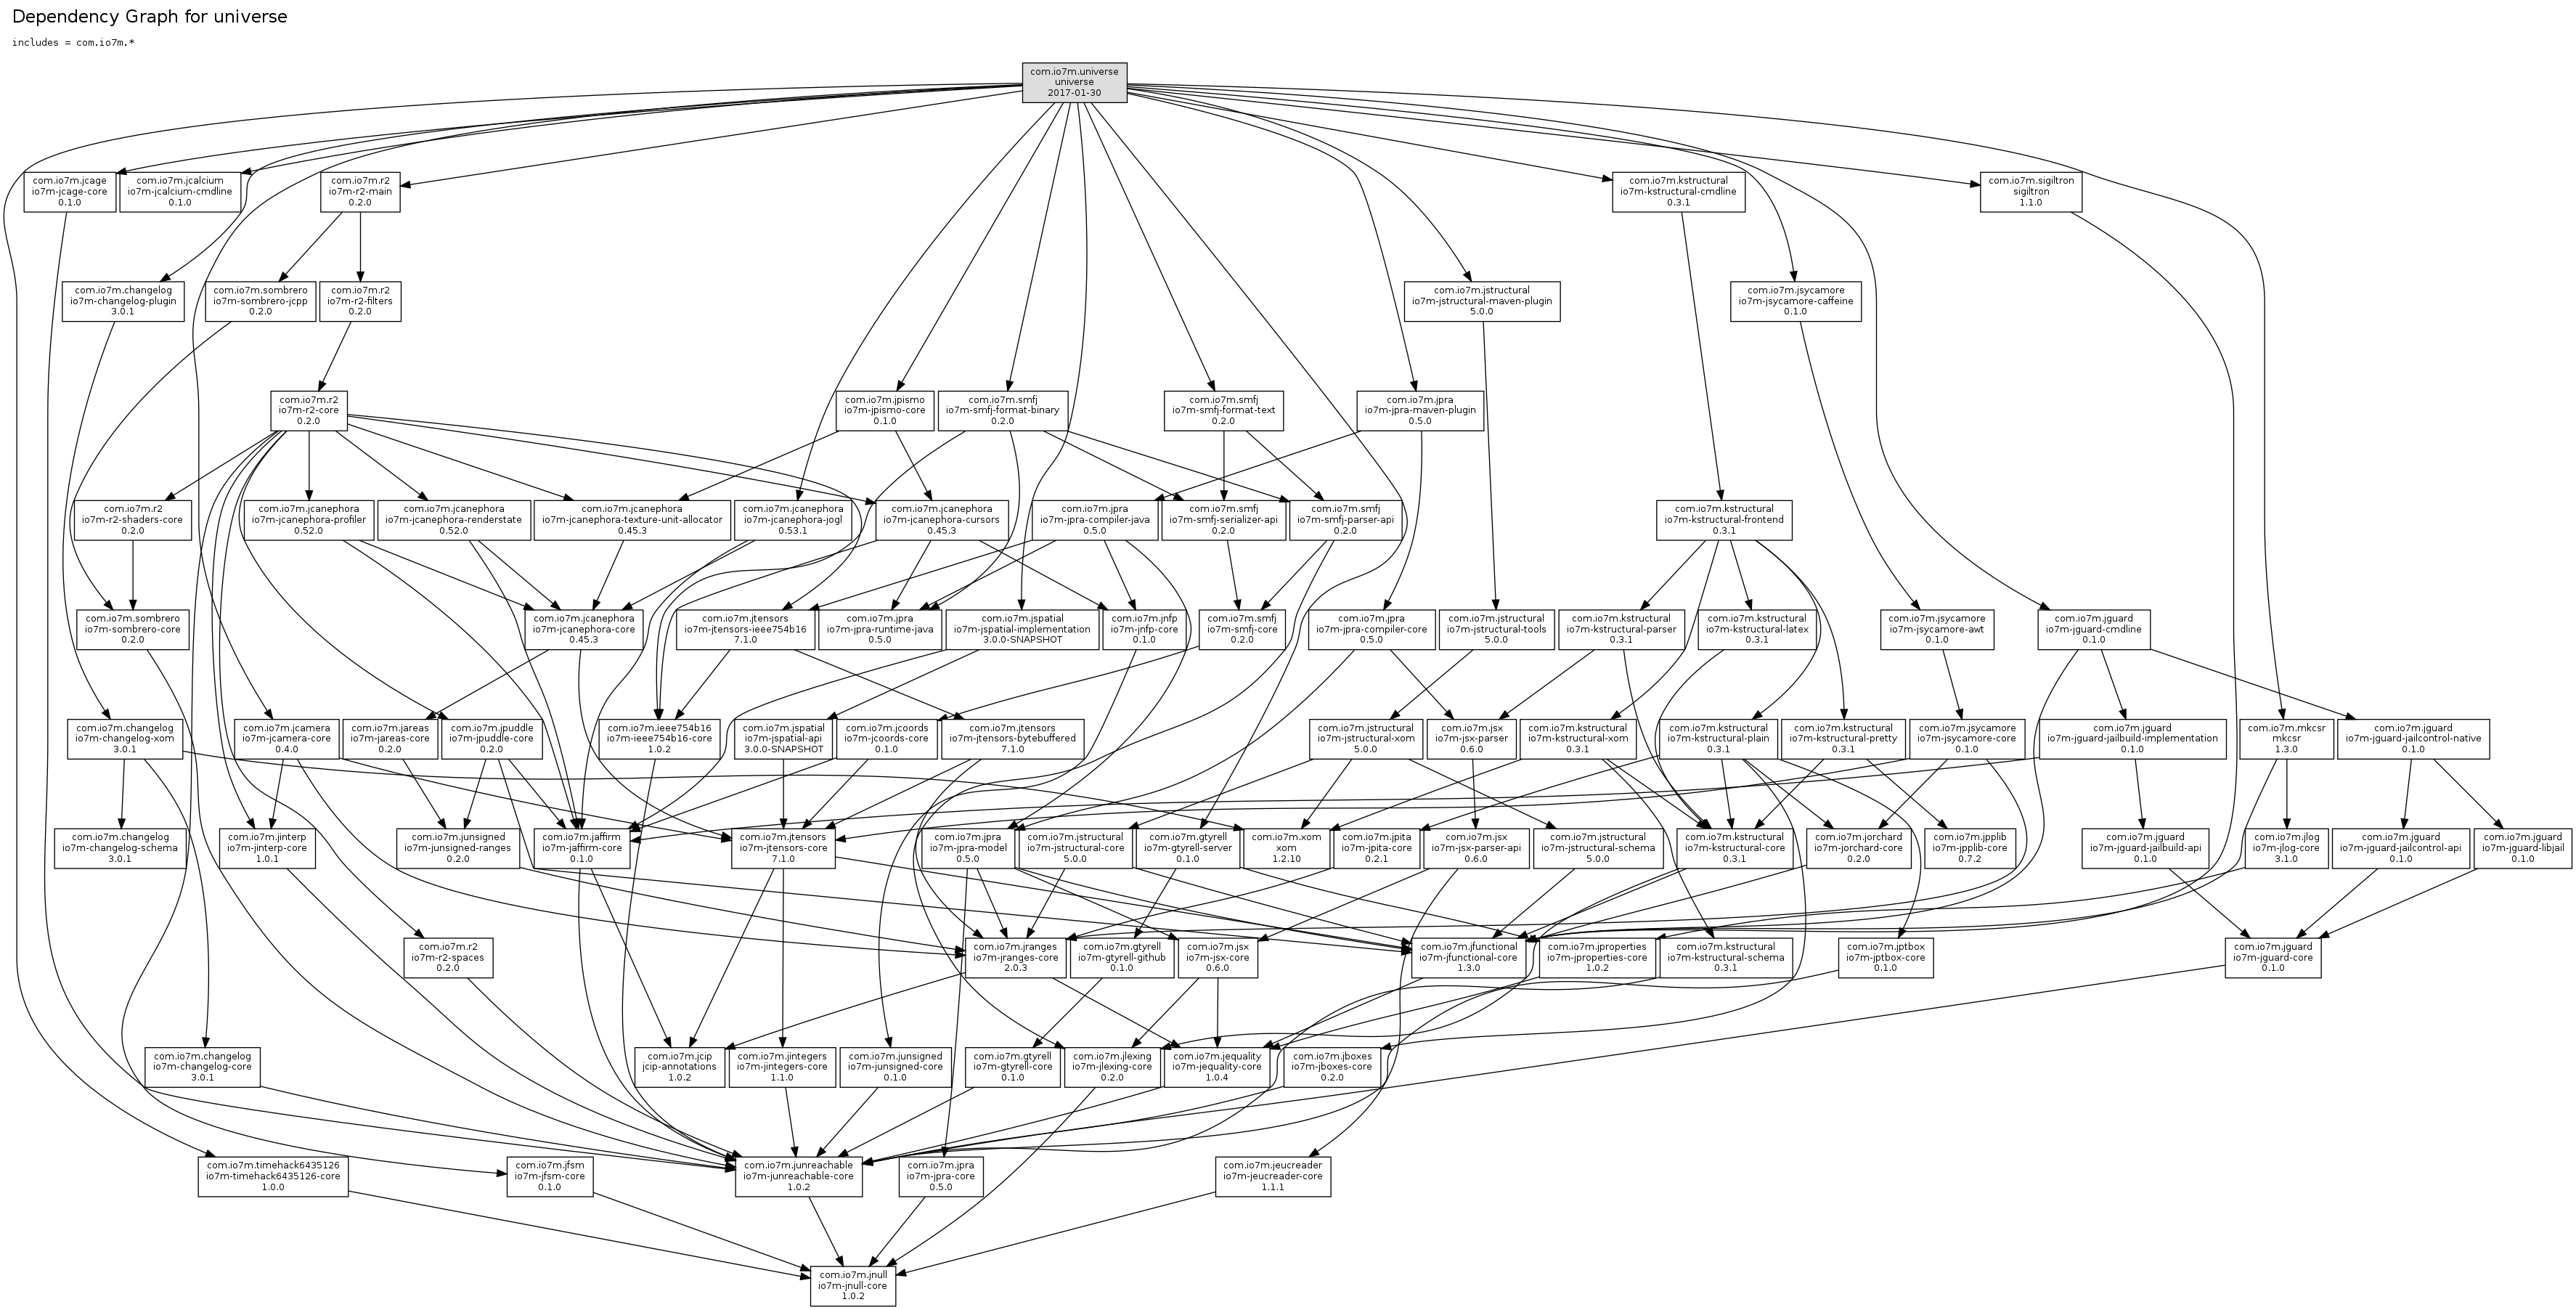 Dependency Graph for universe
includes = com.io7m.*
com.io7m.universe
universe
2017-01-30
com.io7m.jcage
io7m-jcage-core
0.1.0
com.io7m.jcalcium
io7m-jcalcium-cmdline
0.1.0
com.io7m.r2
io7m-r2-main
0.2.0
com.io7m.kstructural
io7m-kstructural-cmdline
0.3.1
com.io7m.sigiltron
sigiltron
1.1.0
com.io7m.changelog
io7m-changelog-plugin
3.0.1
com.io7m.sombrero
io7m-sombrero-jcpp
0.2.0
com.io7m.r2
io7m-r2-filters
0.2.0
com.io7m.jstructural
io7m-jstructural-maven-plugin
5.0.0
com.io7m.jsycamore
io7m-jsycamore-caffeine
0.1.0
com.io7m.r2
io7m-r2-core
0.2.0
com.io7m.jpismo
io7m-jpismo-core
0.1.0
com.io7m.smfj
io7m-smfj-format-binary
0.2.0
com.io7m.smfj
io7m-smfj-format-text
0.2.0
com.io7m.jpra
io7m-jpra-maven-plugin
0.5.0
com.io7m.r2
io7m-r2-shaders-core
0.2.0
com.io7m.jcanephora
io7m-jcanephora-profiler
0.52.0
com.io7m.jcanephora
io7m-jcanephora-renderstate
0.52.0
com.io7m.jcanephora
io7m-jcanephora-texture-unit-allocator
0.45.3
com.io7m.jcanephora
io7m-jcanephora-jogl
0.53.1
com.io7m.jcanephora
io7m-jcanephora-cursors
0.45.3
com.io7m.jpra
io7m-jpra-compiler-java
0.5.0
com.io7m.smfj
io7m-smfj-serializer-api
0.2.0
com.io7m.smfj
io7m-smfj-parser-api
0.2.0
com.io7m.kstructural
io7m-kstructural-frontend
0.3.1
com.io7m.sombrero
io7m-sombrero-core
0.2.0
com.io7m.jcanephora
io7m-jcanephora-core
0.45.3
com.io7m.jtensors
io7m-jtensors-ieee754b16
7.1.0
com.io7m.jpra
io7m-jpra-runtime-java
0.5.0
com.io7m.jspatial
io7m-jspatial-implementation
3.0.0-SNAPSHOT
com.io7m.jnfp
io7m-jnfp-core
0.1.0
com.io7m.smfj
io7m-smfj-core
0.2.0
com.io7m.jpra
io7m-jpra-compiler-core
0.5.0
com.io7m.jstructural
io7m-jstructural-tools
5.0.0
com.io7m.kstructural
io7m-kstructural-parser
0.3.1
com.io7m.kstructural
io7m-kstructural-latex
0.3.1
com.io7m.jsycamore
io7m-jsycamore-awt
0.1.0
com.io7m.jguard
io7m-jguard-cmdline
0.1.0
com.io7m.changelog
io7m-changelog-xom
3.0.1
com.io7m.jcamera
io7m-jcamera-core
0.4.0
com.io7m.jareas
io7m-jareas-core
0.2.0
com.io7m.jpuddle
io7m-jpuddle-core
0.2.0
com.io7m.ieee754b16
io7m-ieee754b16-core
1.0.2
com.io7m.jspatial
io7m-jspatial-api
3.0.0-SNAPSHOT
com.io7m.jcoords
io7m-jcoords-core
0.1.0
com.io7m.jtensors
io7m-jtensors-bytebuffered
7.1.0
com.io7m.jstructural
io7m-jstructural-xom
5.0.0
com.io7m.jsx
io7m-jsx-parser
0.6.0
com.io7m.kstructural
io7m-kstructural-xom
0.3.1
com.io7m.kstructural
io7m-kstructural-plain
0.3.1
com.io7m.kstructural
io7m-kstructural-pretty
0.3.1
com.io7m.jsycamore
io7m-jsycamore-core
0.1.0
com.io7m.jguard
io7m-jguard-jailbuild-implementation
0.1.0
com.io7m.mkcsr
mkcsr
1.3.0
com.io7m.jguard
io7m-jguard-jailcontrol-native
0.1.0
com.io7m.changelog
io7m-changelog-schema
3.0.1
com.io7m.jinterp
io7m-jinterp-core
1.0.1
com.io7m.junsigned
io7m-junsigned-ranges
0.2.0
com.io7m.jaffirm
io7m-jaffirm-core
0.1.0
com.io7m.jtensors
io7m-jtensors-core
7.1.0
com.io7m.jpra
io7m-jpra-model
0.5.0
com.io7m.jstructural
io7m-jstructural-core
5.0.0
com.io7m.gtyrell
io7m-gtyrell-server
0.1.0
com.io7m.xom
xom
1.2.10
com.io7m.jpita
io7m-jpita-core
0.2.1
com.io7m.jsx
io7m-jsx-parser-api
0.6.0
com.io7m.jstructural
io7m-jstructural-schema
5.0.0
com.io7m.kstructural
io7m-kstructural-core
0.3.1
com.io7m.jorchard
io7m-jorchard-core
0.2.0
com.io7m.jpplib
io7m-jpplib-core
0.7.2
com.io7m.jguard
io7m-jguard-jailbuild-api
0.1.0
com.io7m.jlog
io7m-jlog-core
3.1.0
com.io7m.jguard
io7m-jguard-jailcontrol-api
0.1.0
com.io7m.jguard
io7m-jguard-libjail
0.1.0
com.io7m.r2
io7m-r2-spaces
0.2.0
com.io7m.jranges
io7m-jranges-core
2.0.3
com.io7m.gtyrell
io7m-gtyrell-github
0.1.0
com.io7m.jsx
io7m-jsx-core
0.6.0
com.io7m.jfunctional
io7m-jfunctional-core
1.3.0
com.io7m.jproperties
io7m-jproperties-core
1.0.2
com.io7m.kstructural
io7m-kstructural-schema
0.3.1
com.io7m.jptbox
io7m-jptbox-core
0.1.0
com.io7m.jguard
io7m-jguard-core
0.1.0
com.io7m.changelog
io7m-changelog-core
3.0.1
com.io7m.jcip
jcip-annotations
1.0.2
com.io7m.jintegers
io7m-jintegers-core
1.1.0
com.io7m.junsigned
io7m-junsigned-core
0.1.0
com.io7m.gtyrell
io7m-gtyrell-core
0.1.0
com.io7m.jlexing
io7m-jlexing-core
0.2.0
com.io7m.jequality
io7m-jequality-core
1.0.4
com.io7m.jboxes
io7m-jboxes-core
0.2.0
com.io7m.timehack6435126
io7m-timehack6435126-core
1.0.0
com.io7m.jfsm
io7m-jfsm-core
0.1.0
com.io7m.junreachable
io7m-junreachable-core
1.0.2
com.io7m.jpra
io7m-jpra-core
0.5.0
com.io7m.jeucreader
io7m-jeucreader-core
1.1.1
com.io7m.jnull
io7m-jnull-core
1.0.2